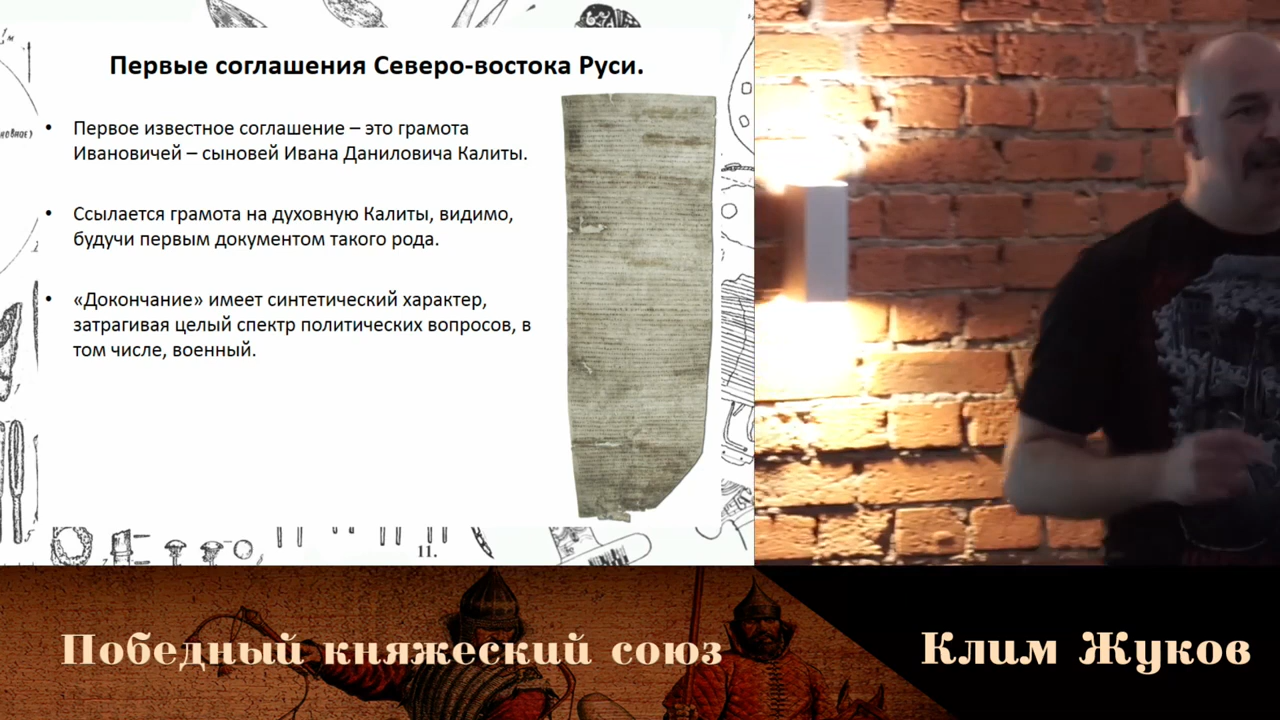 Первые соглашения Северо-востока Руси.
• Первое известное соглашение – это грамота
Ивановичей – сыновей Ивана Даниловича Калиты.
• Ссылается грамота на духовную Калиты, видимо,
будучи первым документом такого рода.
• «Докончание» имеет синтетический характер,
затрагивая целый спектр политических вопросов, в
том числе, военный.
11.
Победный княжеский союз
Клим Жуков